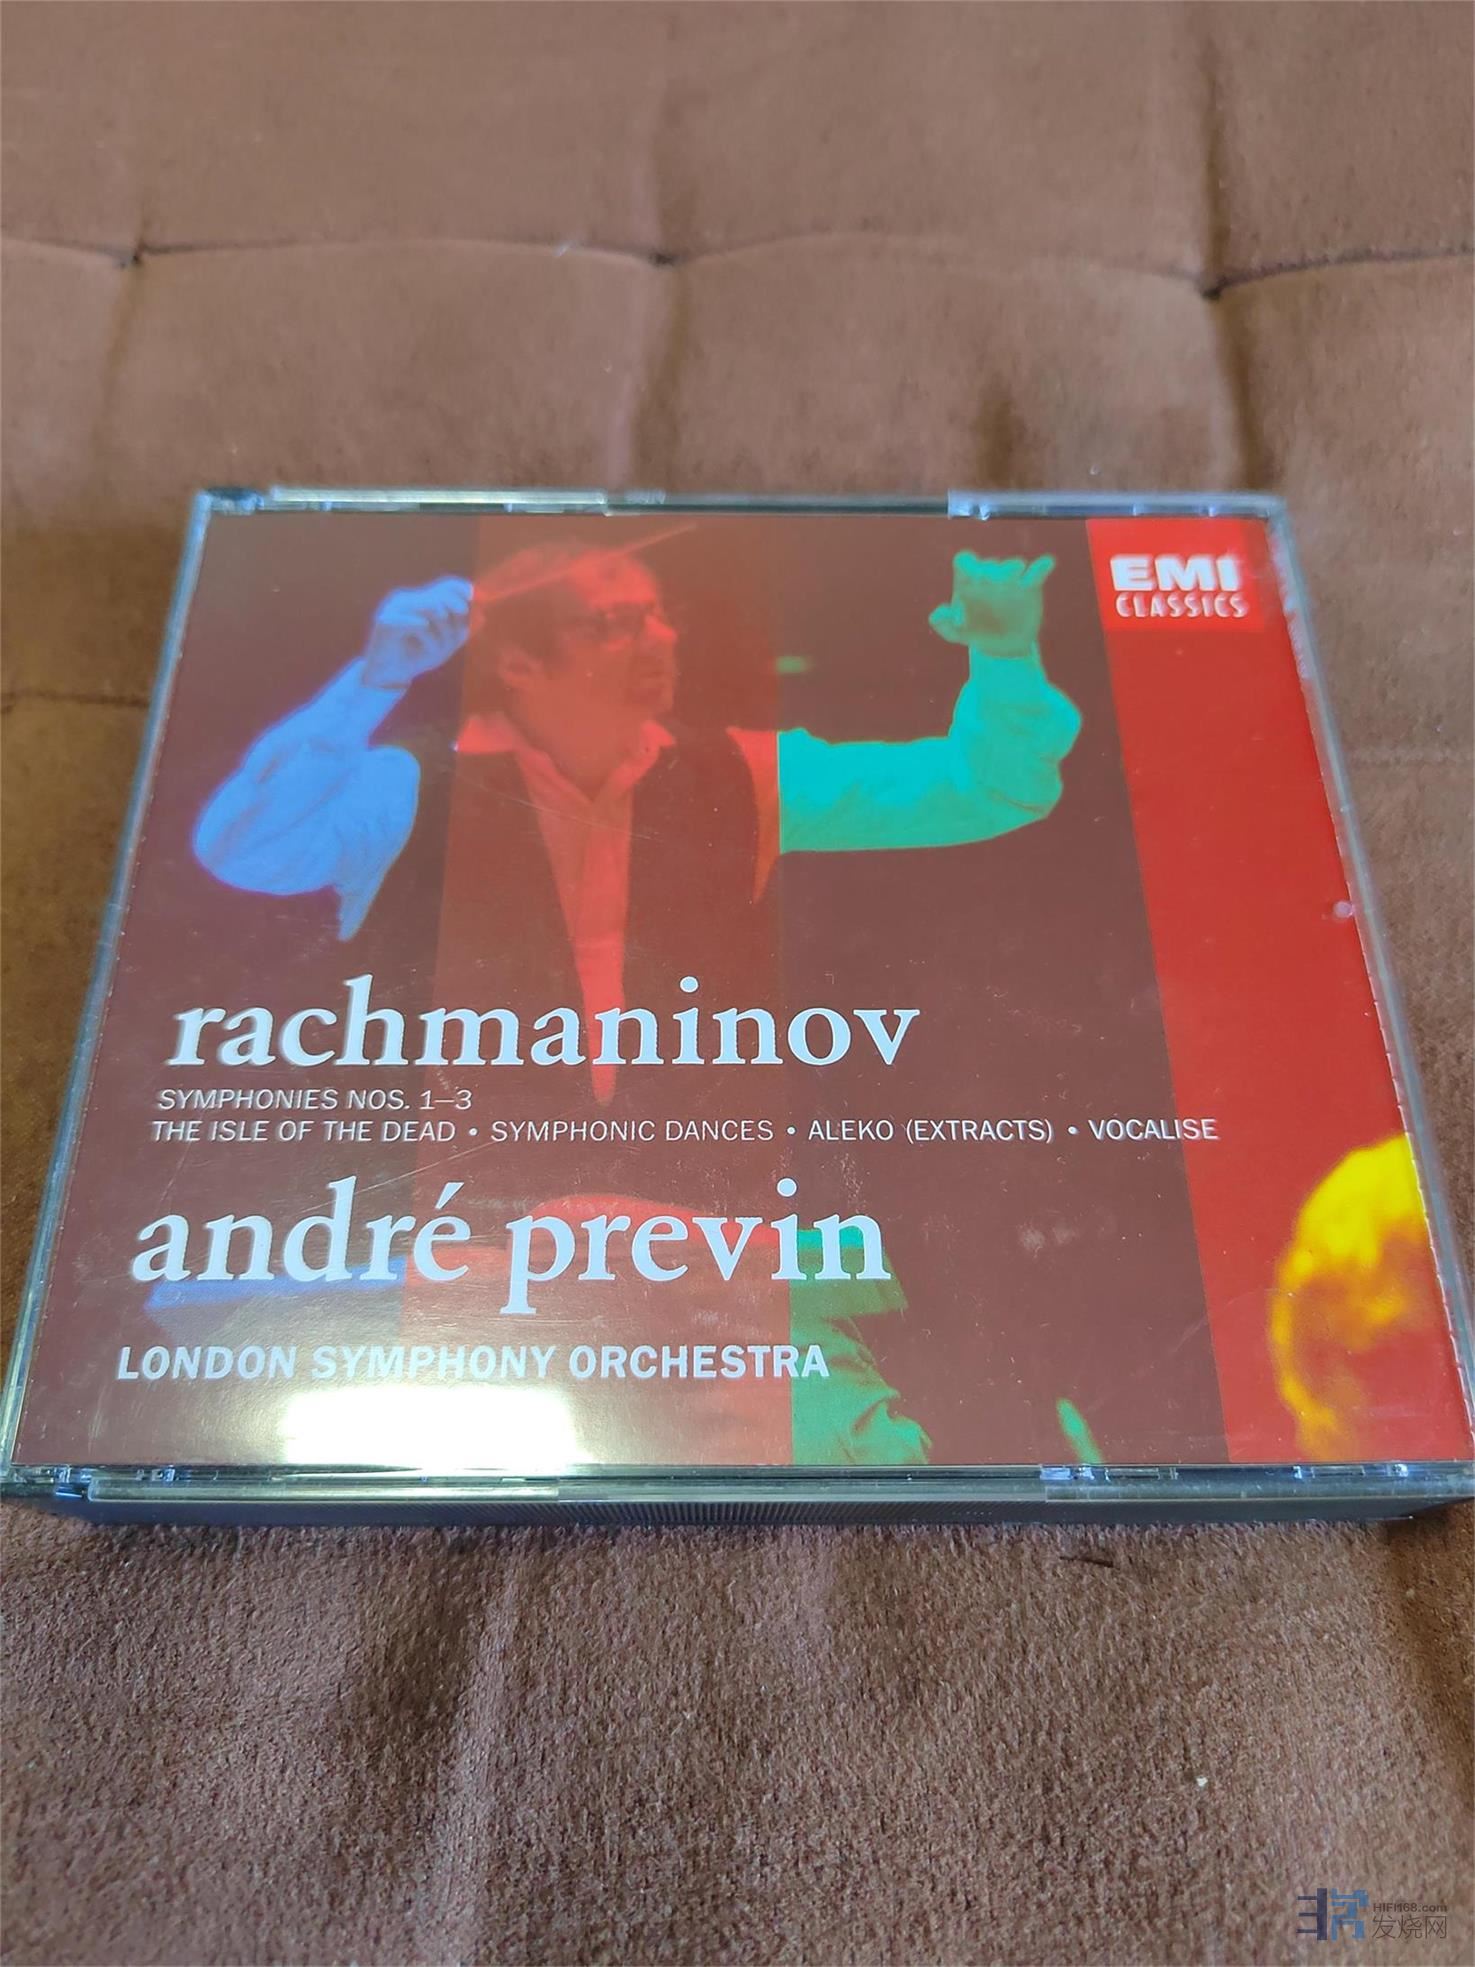 EMI
CLASSICS
rachmaninov
SYMPHONIES NOS. 1–3
THE ISLE OF THE DEAD • SYMPHONIC DANCES • ALEKO (EXTRACTS) • VOCALISE
andré previn
LONDON SYMPHONY ORCHESTRA
HIFI168.com
发烧网